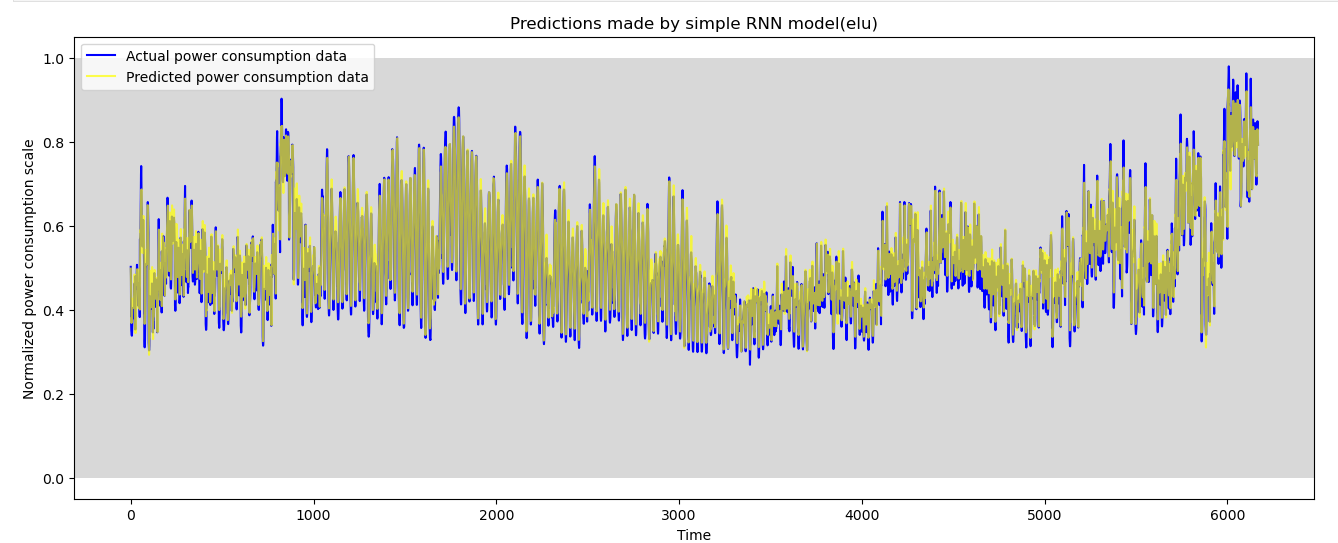 Predictions made by simple RNN model(elu)
Actual power consumption data
Predicted power consumption data
Normalized power consumption scale
1.0
0.8
0.6
0.4
0.2
0.0
0 1000 2000 3000 4000 5000 6000
Time